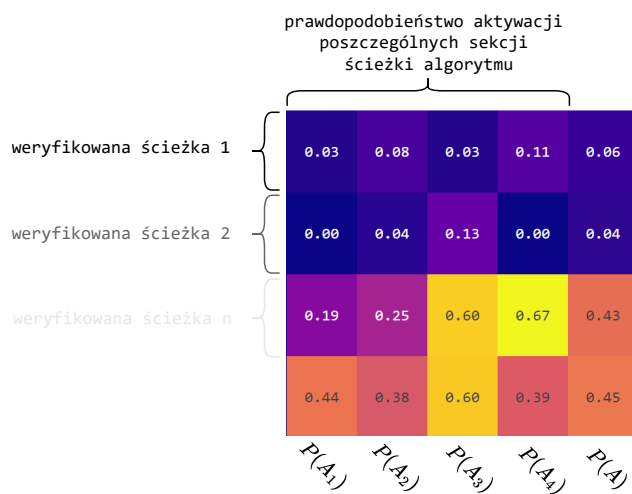 prawdopodobieństwo aktywacji
poszczególnych sekcji
ścieżki algorytmu
weryfikowana ścieżka 1
0.03 0.08 0.03 0.11 0.06
weryfikowana ścieżka 2
0.00 0.04 0.13 0.00 0.04
weryfikowana ścieżka n
0.19 0.25 0.60 0.67 0.43
0.44 0.38 0.60 0.39 0.45
P(A₁) P(A₂) P(A₃) P(A₄) P(A)